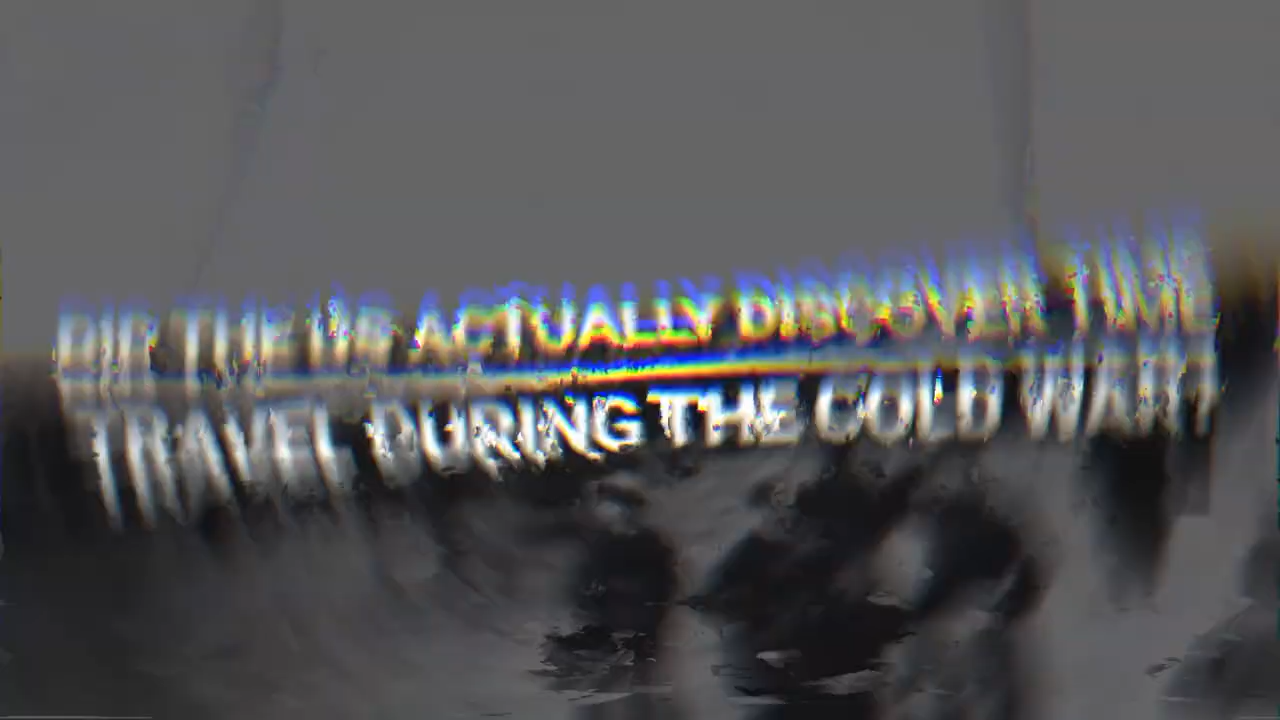 DID THE US ACTUALLY DISCOVER TIME
TRAVEL DURING THE COLD WAR?